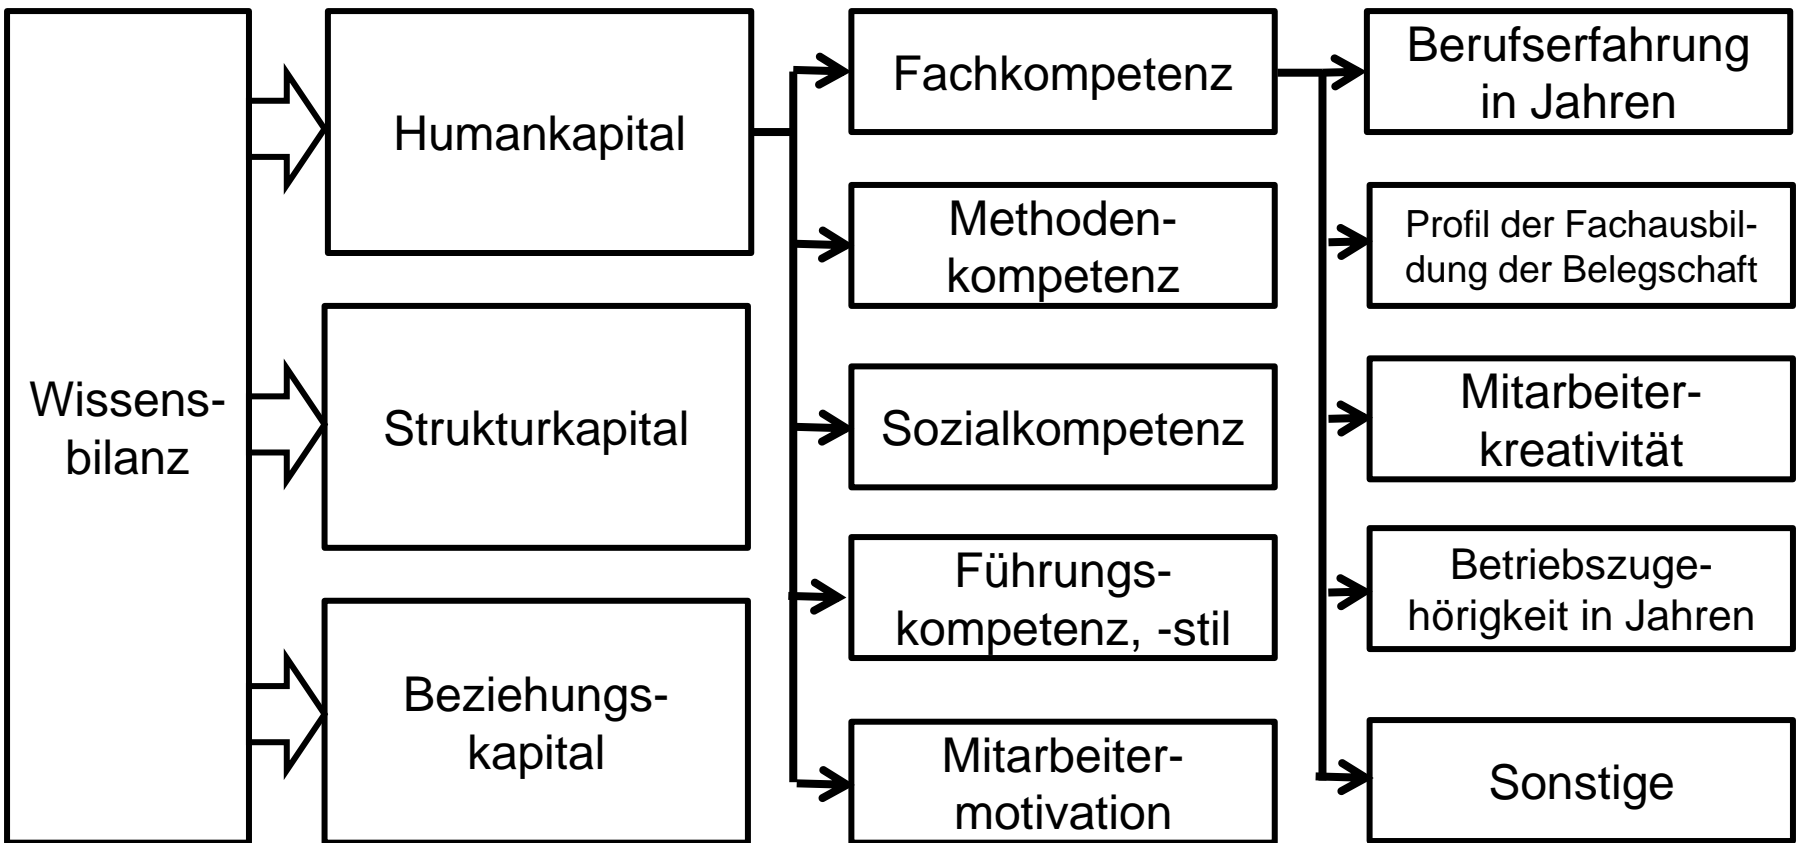 Wissens-
bilanz
Humankapital
Strukturkapital
Beziehungs-
kapital
Fachkompetenz
Methoden-
kompetenz
Sozialkompetenz
Führungs-
kompetenz, -stil
Mitarbeiter-
motivation
Berufserfahrung
in Jahren
Profil der Fachausbil-
dung der Belegschaft
Mitarbeiter-
kreativität
Betriebszuge-
hörigkeit in Jahren
Sonstige